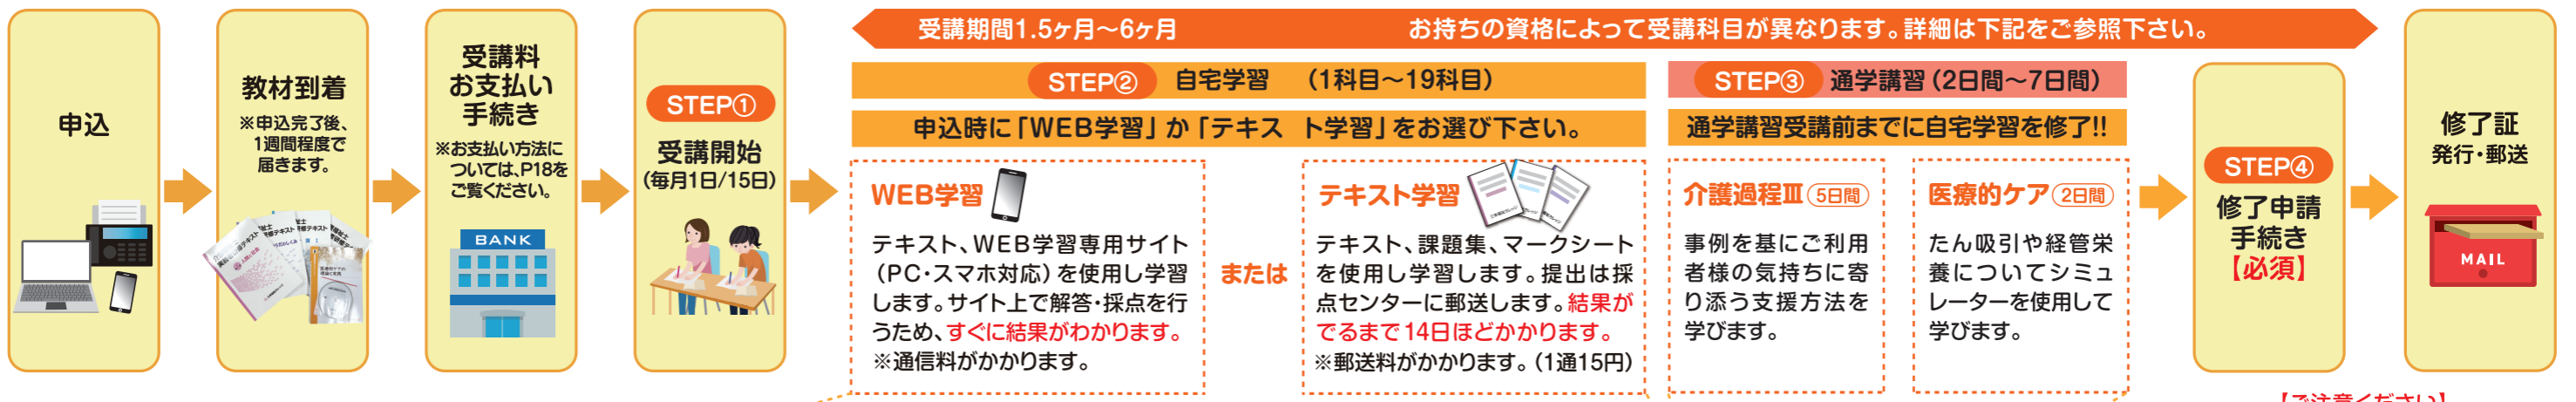 申込
教材到着
※申込完了後、
1週間程度で
届きます。
受講料
お支払い
手続き
※お支払い方法に
ついては、P18を
ご覧ください。
BANK
STEP①
受講開始
(毎月1日/15日)
受講期間1.5ヶ月～6ヶ月 お持ちの資格によって受講科目が異なります。詳細は下記をご参照下さい。
STEP② 自宅学習 (1科目～19科目)
申込時に「WEB学習」か「テキス ト学習」をお選び下さい。
WEB学習
テキスト、WEB学習専用サイト
(PC・スマホ対応)を使用し学習
します。サイト上で解答・採点を行
うため、すぐに結果がわかります。
※通信料がかかります。
または
テキスト学習
テキスト、課題集、マークシート
を使用し学習します。提出は採
点センターに郵送します。結果が
でるまで14日ほどかかります。
※郵送料がかかります。(1通15円)
STEP③ 通学講習(2日間～7日間)
通学講習受講前までに自宅学習を修了!!
介護過程Ⅲ 5日間
事例を基にご利用
者様の気持ちに寄
り添う支援方法を
学びます。
医療的ケア 2日間
たん吸引や経管栄
養についてシミュ
レーターを使用して
学びます。
STEP④
修了申請
手続き
【必須】
修了証
発行・郵送
MAIL
【ご注意ください】